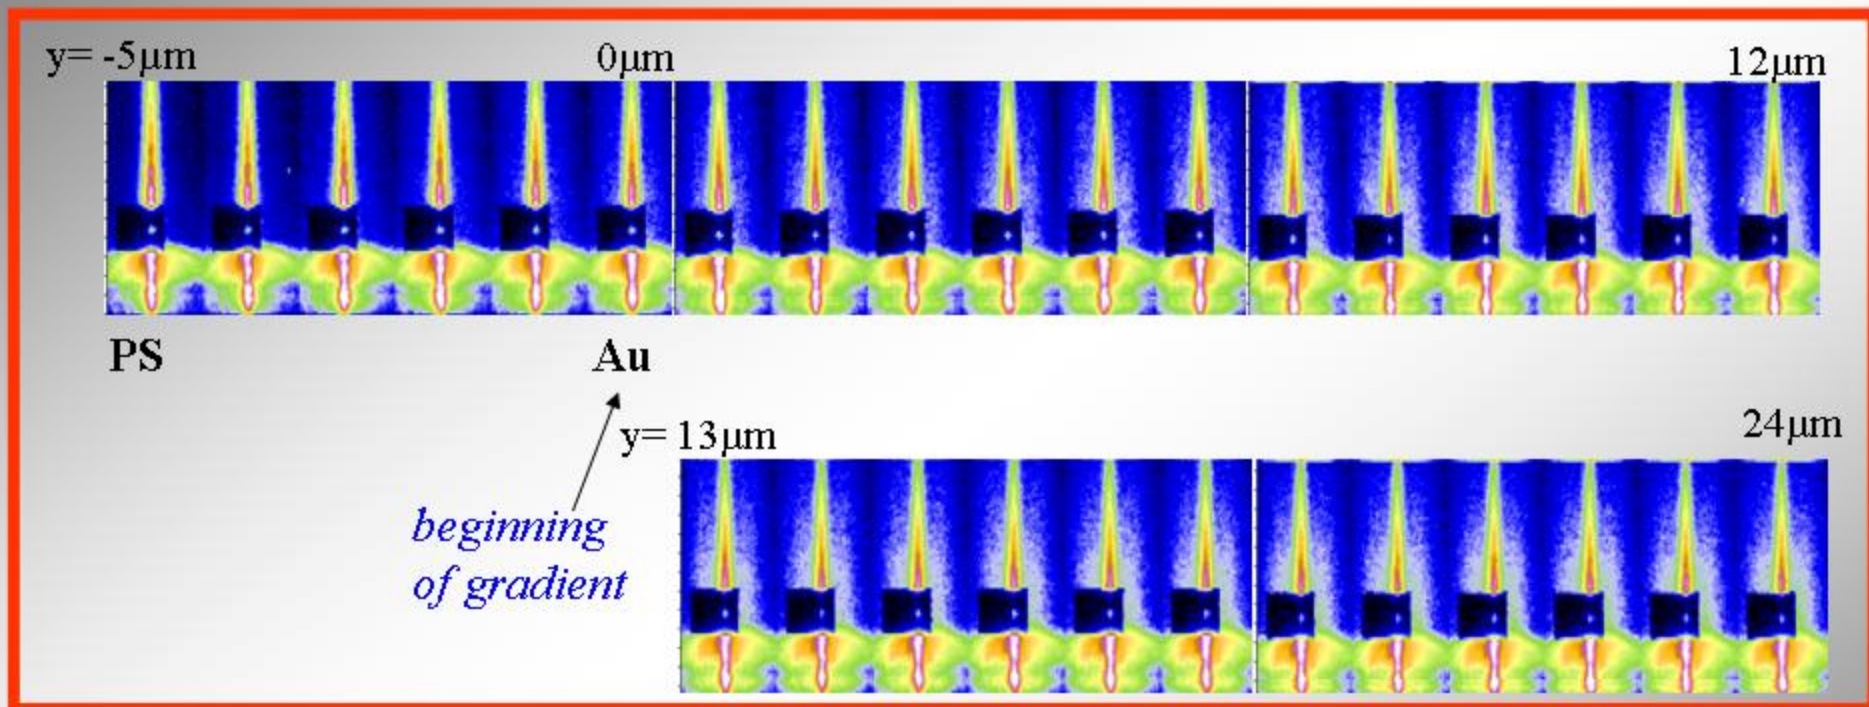 y= -5μm 0μm 12μm
PS Au
y= 13μm 24μm
beginning
of gradient